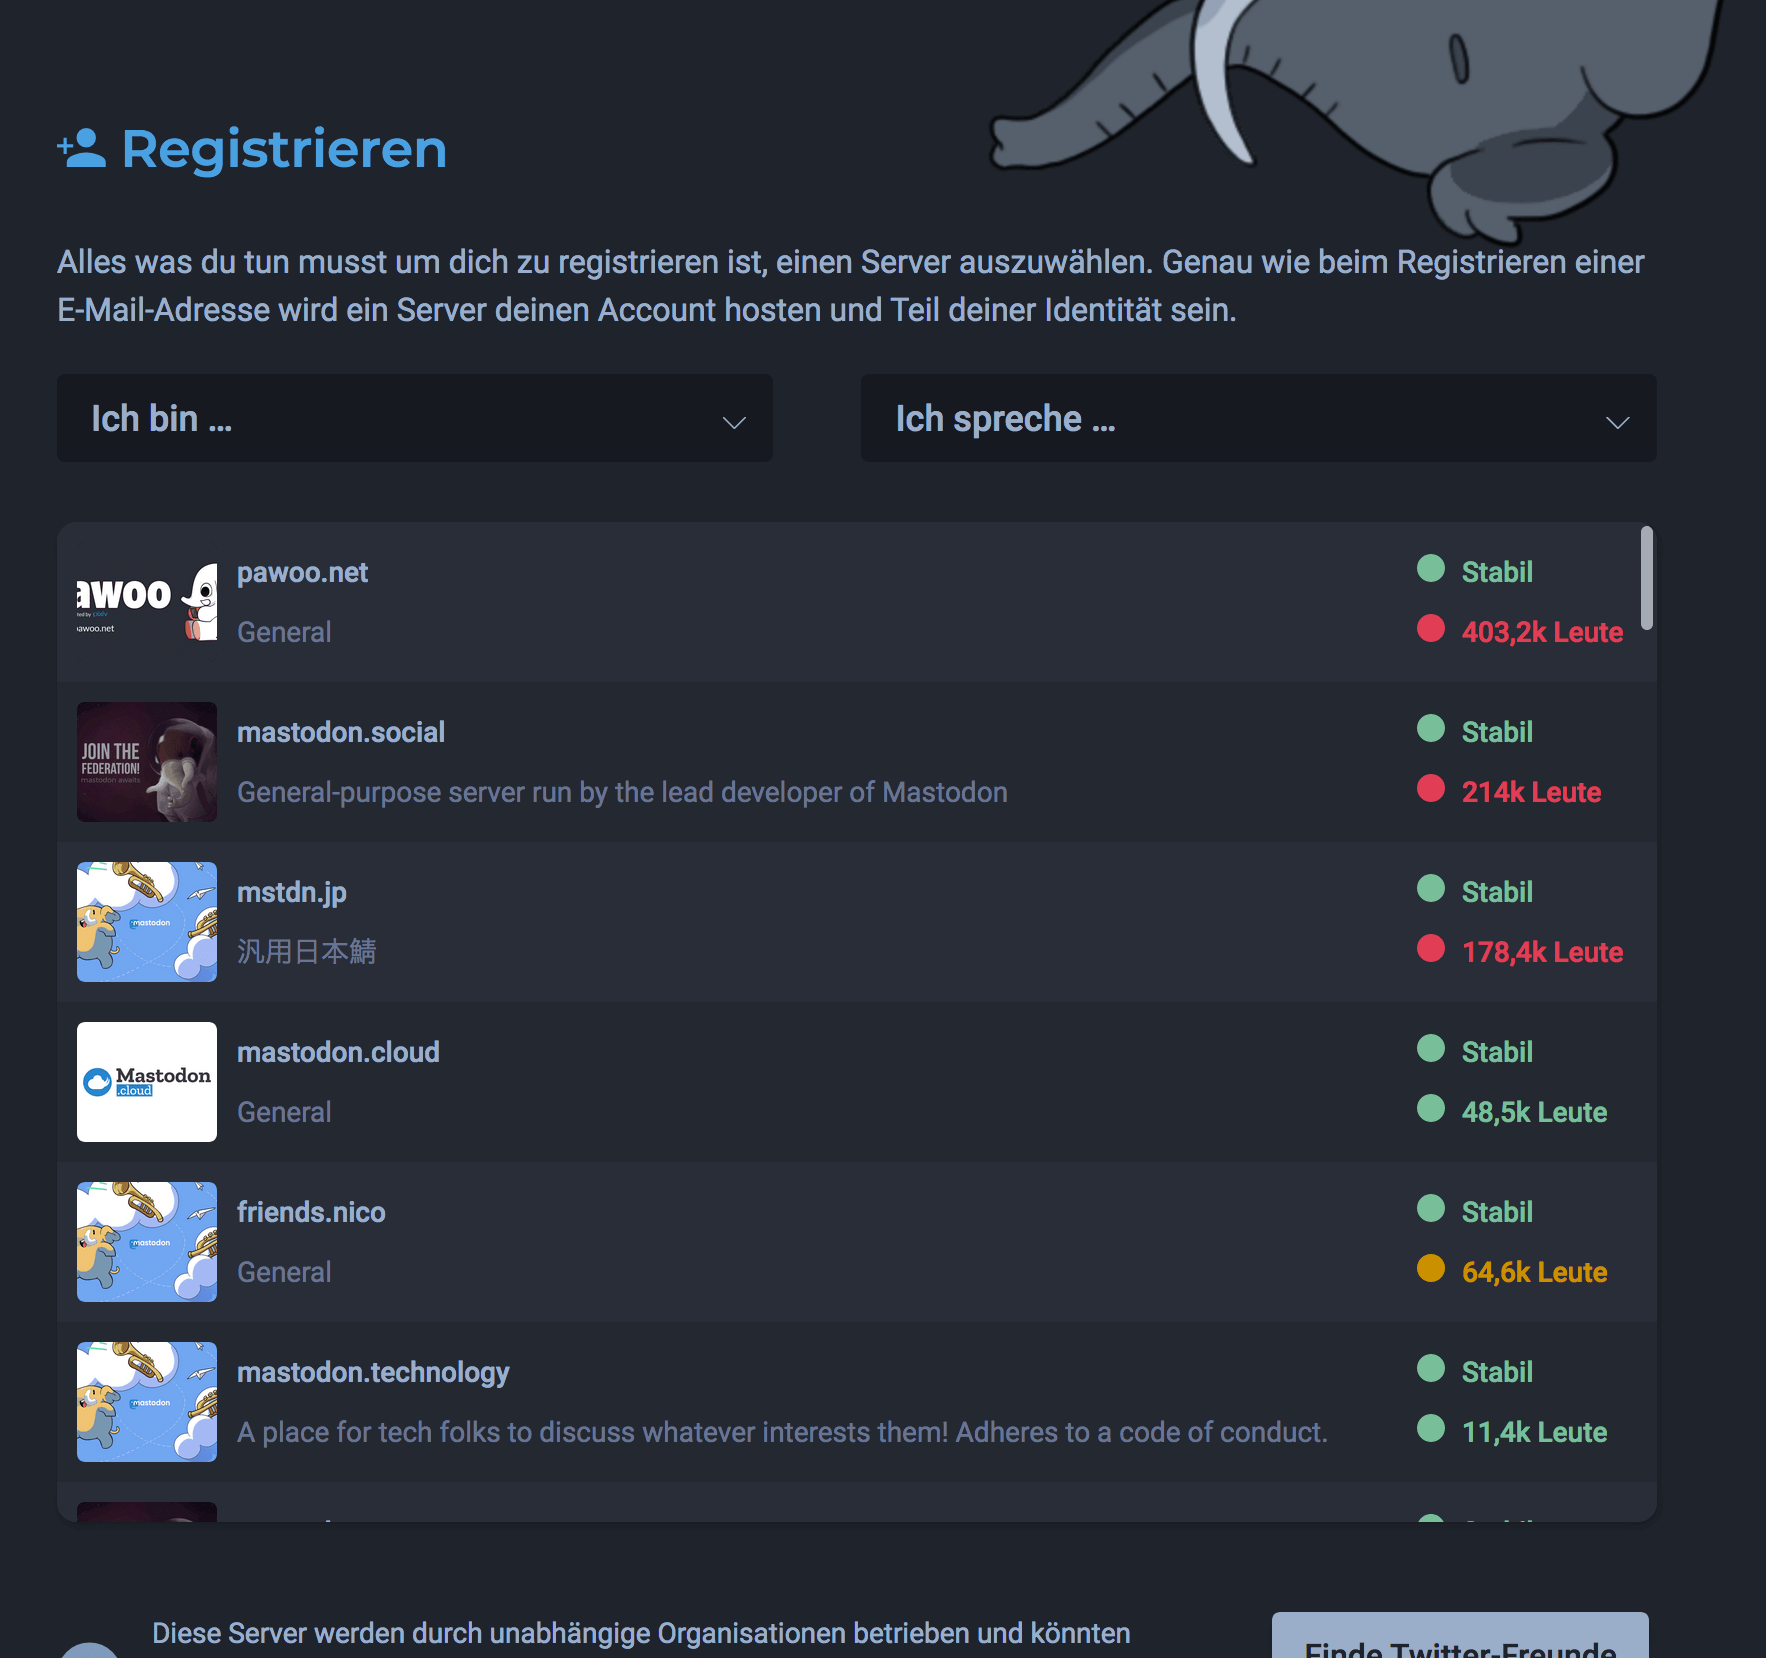 Registrieren
Alles was du tun musst um dich zu registrieren ist, einen Server auszuwählen. Genau wie beim Registrieren einer
E-Mail-Adresse wird ein Server deinen Account hosten und Teil deiner Identität sein.
Ich bin ...
Ich spreche ...
awoo
pawoo.net
Stabil
awoo.net
General
403,2k Leute
JOIN THE
FEDERATION!
mastodon awaits
mastodon.social
Stabil
General-purpose server run by the lead developer of Mastodon
214k Leute
mastodon
mstdn.jp
Stabil
汎用日本鯖
178,4k Leute
Mastodon
.cloud
mastodon.cloud
Stabil
General
48,5k Leute
mastodon
friends.nico
Stabil
General
64,6k Leute
mastodon
mastodon.technology
Stabil
A place for tech folks to discuss whatever interests them! Adheres to a code of conduct.
11,4k Leute
Diese Server werden durch unabhängige Organisationen betrieben und könnten
Finde Twitter-Freunde